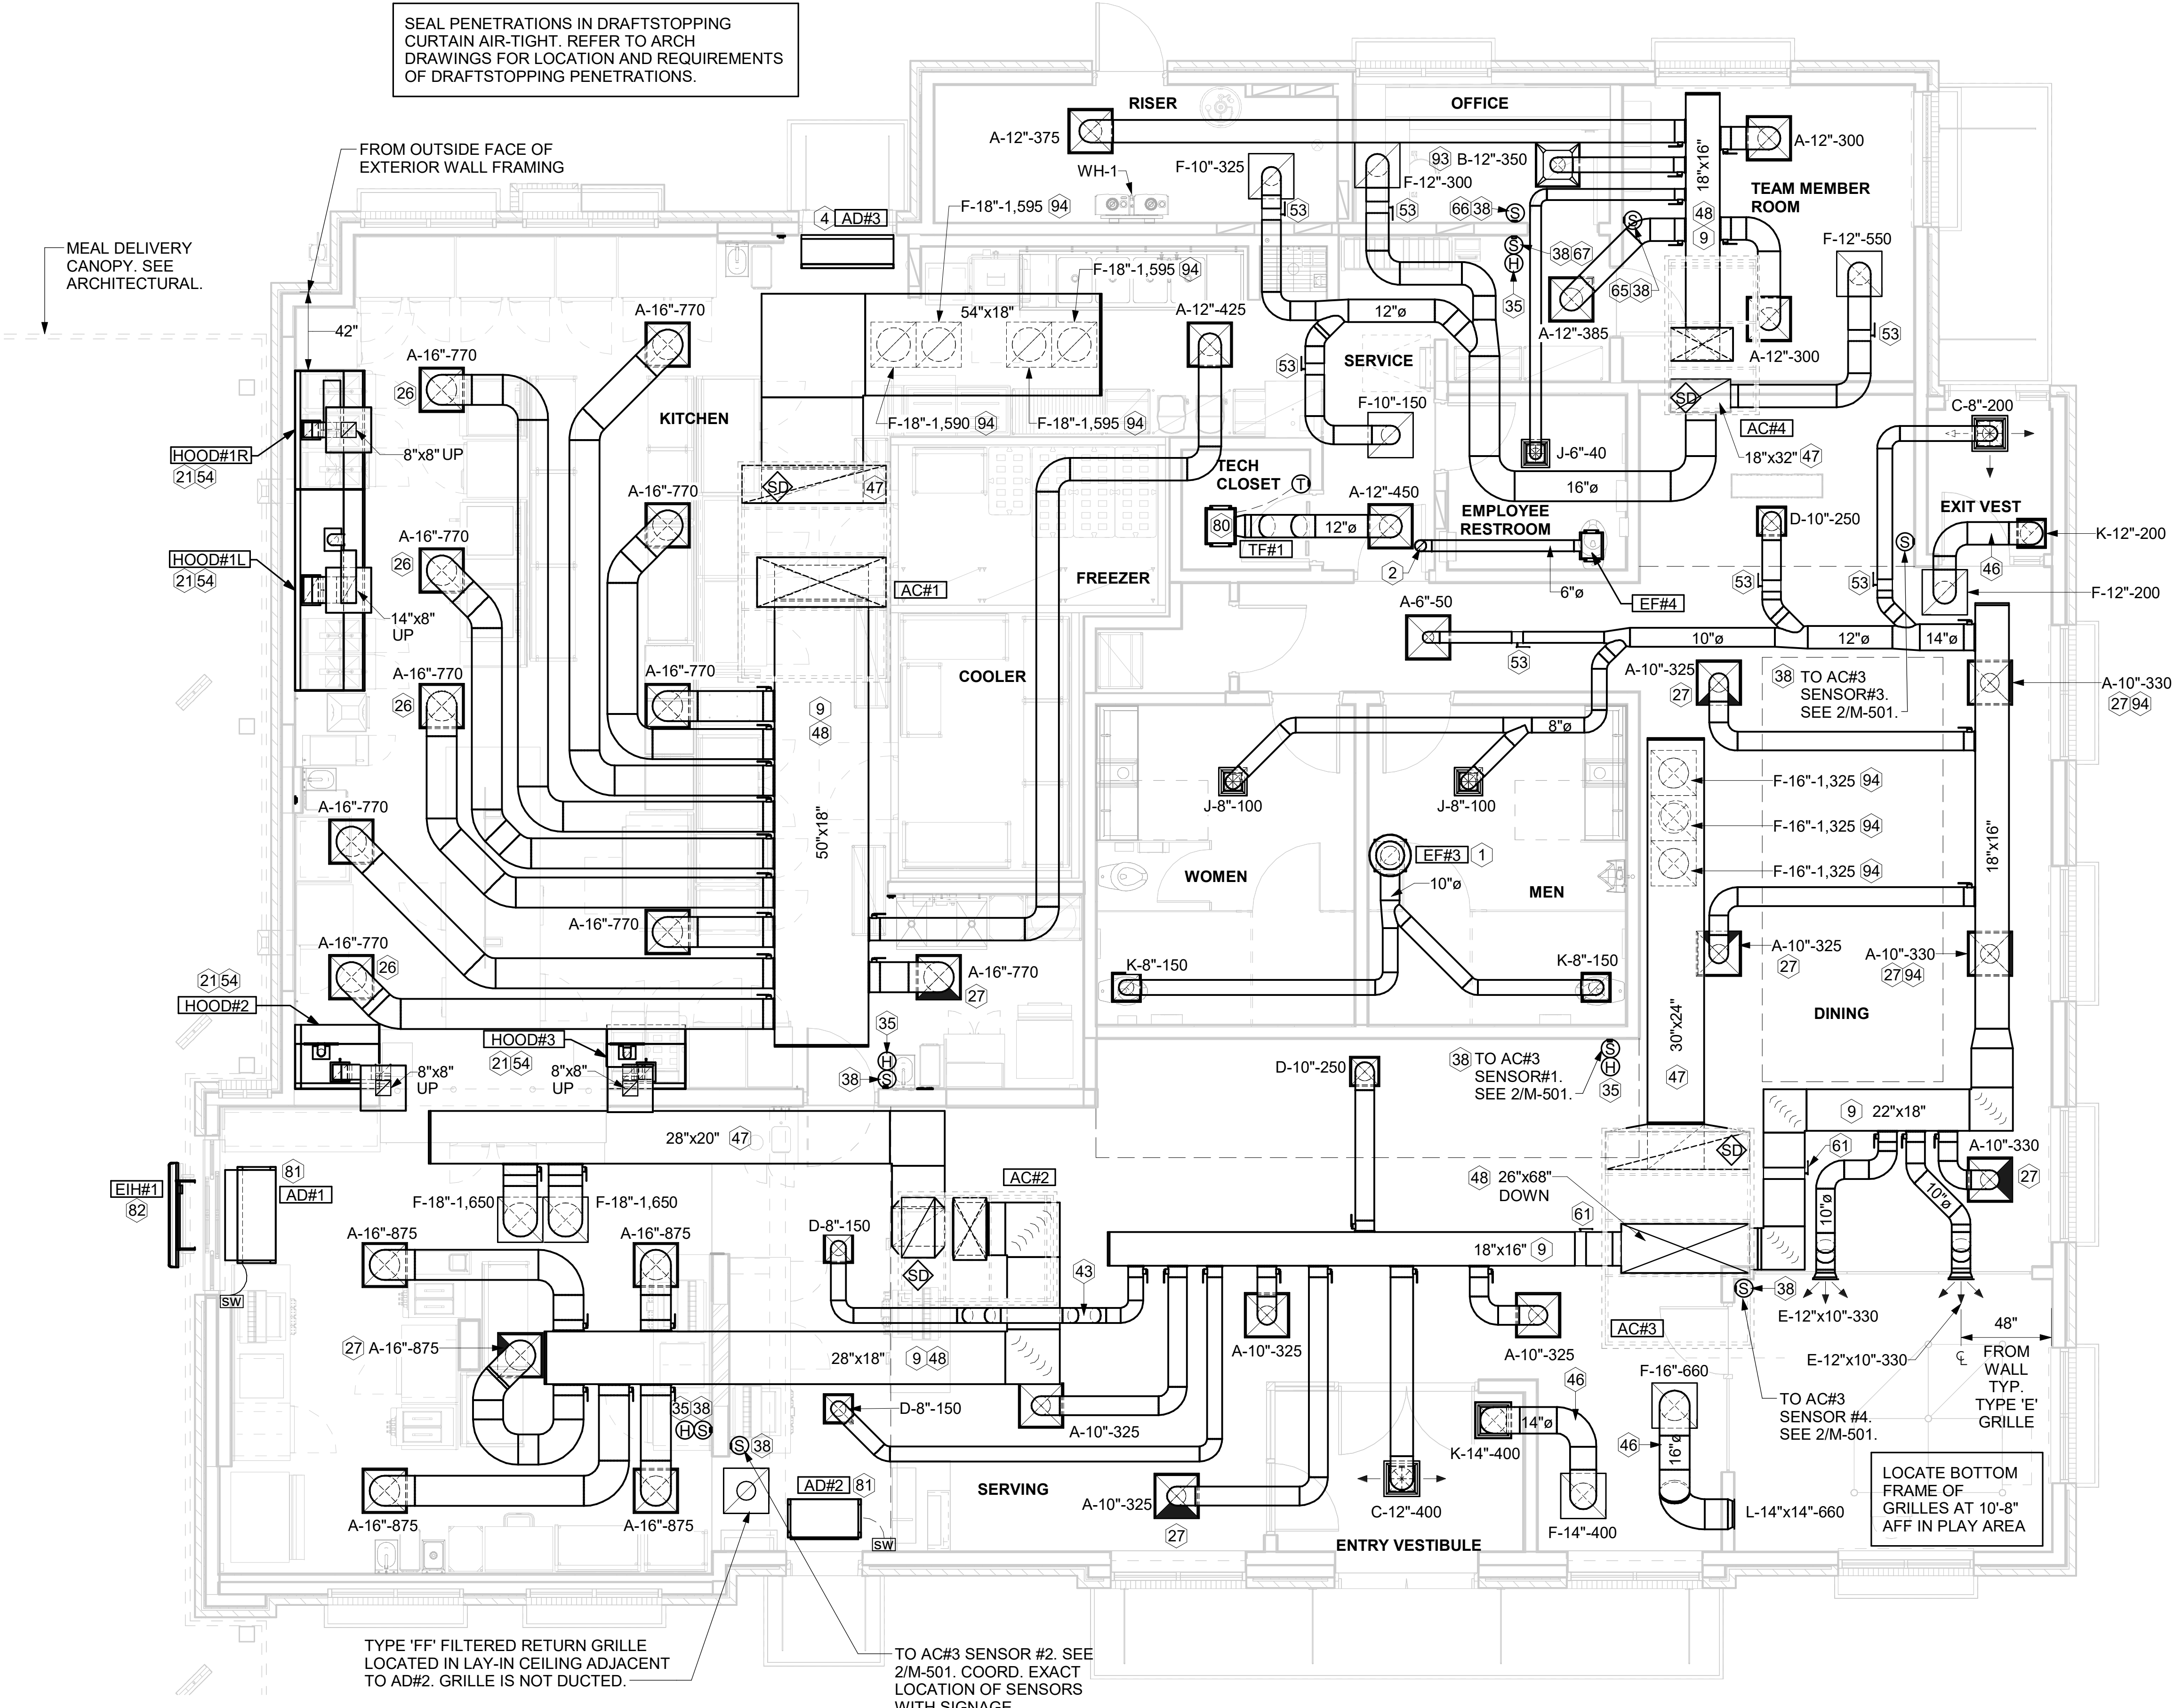 SEAL PENETRATIONS IN DRAFTSTOPPING
CURTAIN AIR-TIGHT. REFER TO ARCH
DRAWINGS FOR LOCATION AND REQUIREMENTS
OF DRAFTSTOPPING PENETRATIONS.
FROM OUTSIDE FACE OF
EXTERIOR WALL FRAMING
MEAL DELIVERY
CANOPY. SEE
ARCHITECTURAL.
42"
RISER
OFFICE
A-12"-375
WH-1
F-10"-325
93
B-12"-350
F-12"-300
53
53
66 38 S
18"x16"
48
9
A-12"-300
TEAM MEMBER
ROOM
F-12"-550
4 AD#3
F-18"-1,595 94
F-18"-1,595 94
54"x18"
S
H
38 67
35
S
65 38
A-12"-385
A-12"-300
53
A-16"-770
A-16"-770
26
KITCHEN
F-18"-1,590 94
F-18"-1,595 94
A-12"-425
12"ø
SERVICE
53
F-10"-150
SD
AC#4
18"x32" 47
C-8"-200
HOOD#1R
21 54
8"x8" UP
A-16"-770
SD
47
TECH
CLOSET
T
A-12"-450
80
12"ø
TF#1
J-6"-40
16"ø
EMPLOYEE
RESTROOM
2
6"ø
EF#4
D-10"-250
EXIT VEST
K-12"-200
46
F-12"-200
S
53
53
HOOD#1L
21 54
A-16"-770
26
14"x8"
UP
AC#1
FREEZER
COOLER
A-6"-50
53
10"ø
12"ø
14"ø
A-16"-770
26
A-16"-770
9
48
50"x18"
A-10"-325
27
38 TO AC#3
SENSOR#3.
SEE 2/M-501.
A-10"-330
27 94
8"ø
J-8"-100
J-8"-100
F-16"-1,325 94
F-16"-1,325 94
F-16"-1,325 94
18"x16"
A-16"-770
WOMEN
EF#3 1
10"ø
MEN
A-16"-770
A-16"-770
26
A-16"-770
27
K-8"-150
K-8"-150
A-10"-325
27
A-10"-330
27 94
30"x24"
47
DINING
21 54
HOOD#2
8"x8"
UP
HOOD#3
21 54
8"x8"
UP
35
H
S
38
D-10"-250
38 TO AC#3
SENSOR#1.
SEE 2/M-501.
S
H
35
9 22"x18"
28"x20" 47
81
AD#1
EIH#1
82
SW
F-18"-1,650
F-18"-1,650
AC#2
SD
SD
48 26"x68"
DOWN
61
61
A-10"-330
27
10"ø
10"ø
A-16"-875
A-16"-875
D-8"-150
SD
43
18"x16" 9
S
38
AC#3
E-12"x10"-330
E-12"x10"-330
48"
℄
FROM
WALL
TYP.
TYPE 'E'
GRILLE
27 A-16"-875
28"x18" 9 48
A-10"-325
A-10"-325
46
F-16"-660
D-8"-150
A-10"-325
35 38
H S
S 38
K-14"-400
14"ø
46
16"ø
TO AC#3
SENSOR #4.
SEE 2/M-501.
A-16"-875
A-16"-875
AD#2 81
SW
SERVING
A-10"-325
27
C-12"-400
F-14"-400
L-14"x14"-660
ENTRY VESTIBULE
LOCATE BOTTOM
FRAME OF
GRILLES AT 10'-8"
AFF IN PLAY AREA
TYPE 'FF' FILTERED RETURN GRILLE
LOCATED IN LAY-IN CEILING ADJACENT
TO AD#2. GRILLE IS NOT DUCTED.
TO AC#3 SENSOR #2. SEE
2/M-501. COORD. EXACT
LOCATION OF SENSORS
WITH SIGNAGE